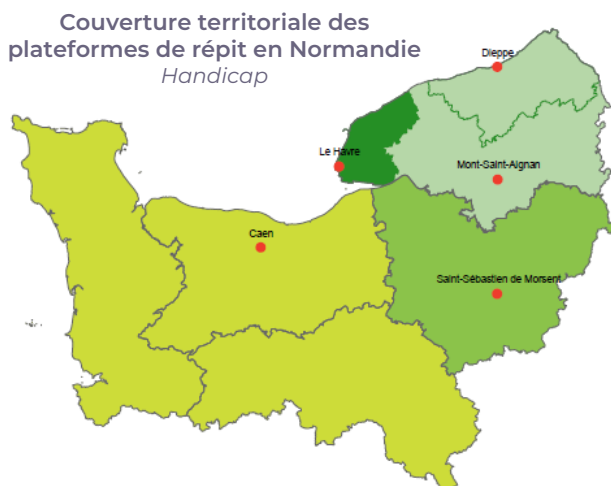 Couverture territoriale des
plateformes de répit en Normandie
Handicap
Dieppe
Le Havre
Mont-Saint-Aignan
Caen
Saint-Sébastien de Morsent